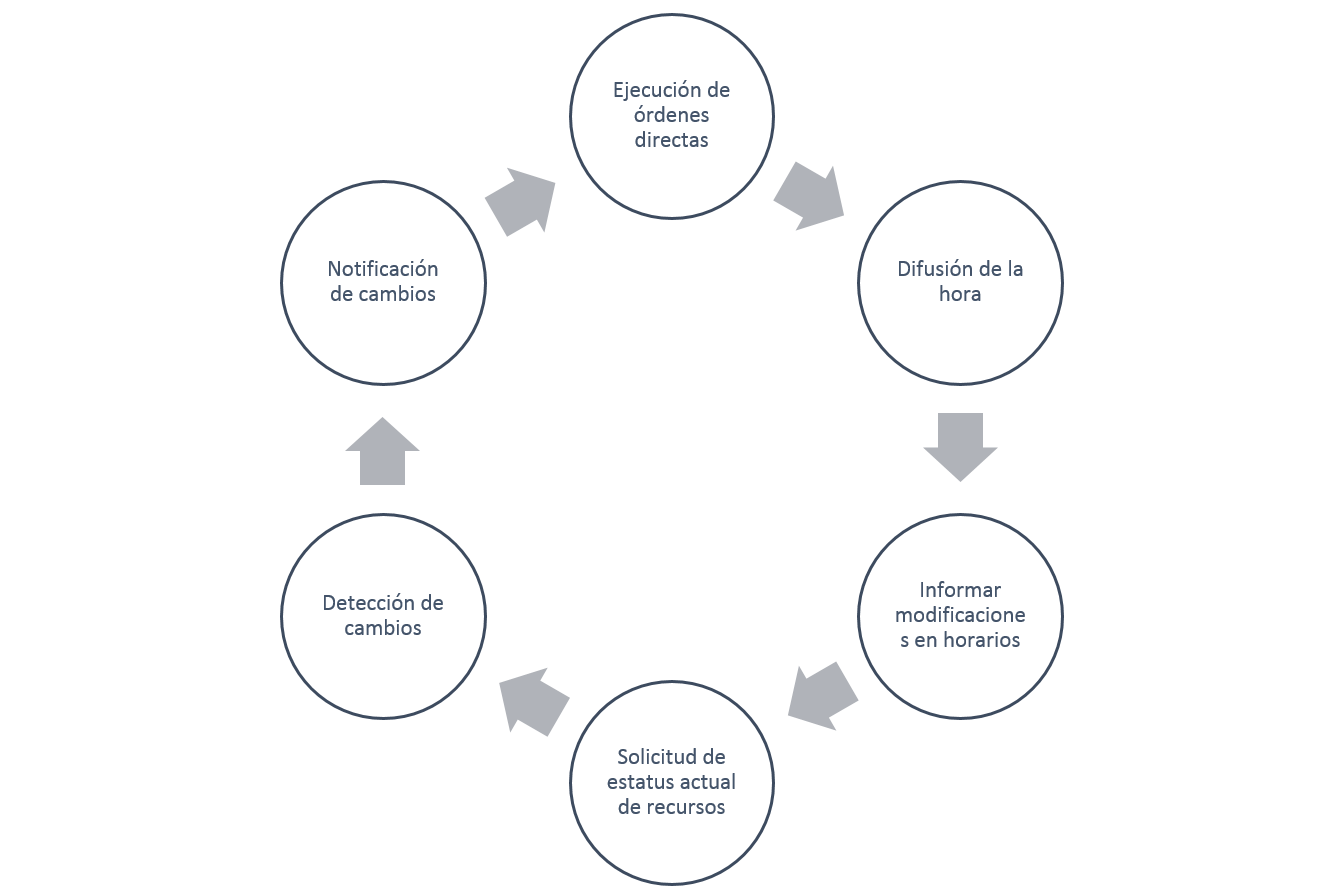 Ejecución de
órdenes
directas
Difusión de la
hora
Informar
modificacione
s en horarios
Solicitud de
estatus actual
de recursos
Detección de
cambios
Notificación
de cambios